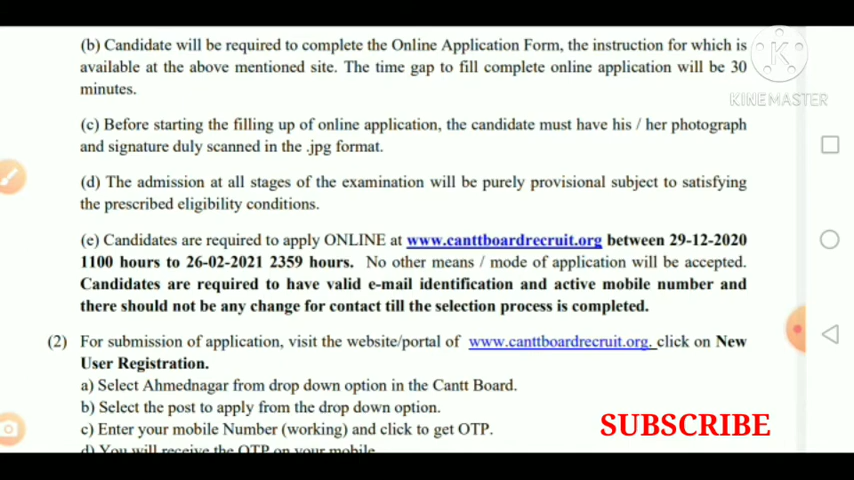 (b) Candidate will be required to complete the Online Application Form, the instruction for which is
available at the above mentioned site. The time gap to fill complete online application will be 30
minutes.
KINEMASTER
(c) Before starting the filling up of online application, the candidate must have his / her photograph
and signature duly scanned in the .jpg format.
(d) The admission at all stages of the examination will be purely provisional subject to satisfying
the prescribed eligibility conditions.
(e) Candidates are required to apply ONLINE at www.canttboardrecruit.org between 29-12-2020
1100 hours to 26-02-2021 2359 hours. No other means / mode of application will be accepted.
Candidates are required to have valid e-mail identification and active mobile number and
there should not be any change for contact till the selection process is completed.
(2) For submission of application, visit the website/portal of www.canttboardrecruit.org. click on New
User Registration.
a) Select Ahmednagar from drop down option in the Cantt Board.
b) Select the post to apply from the drop down option.
c) Enter your mobile Number (working) and click to get OTP.
SUBSCRIBE
d) You will receive the OTP on your mobile